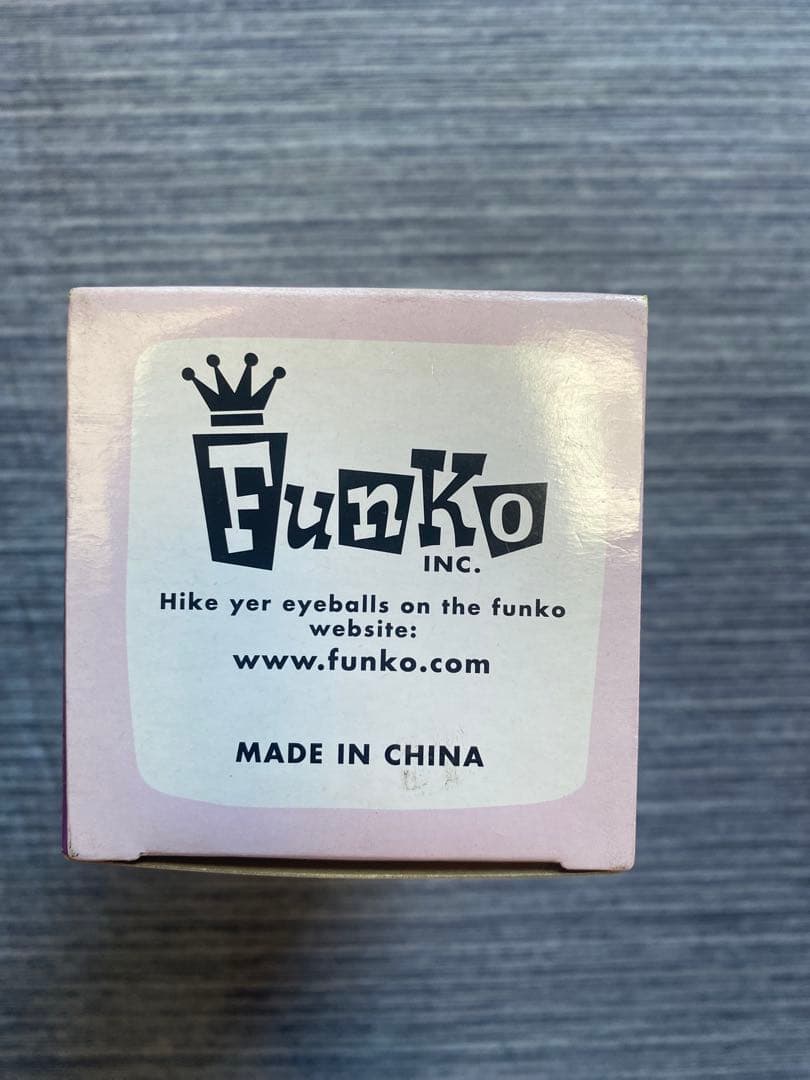 Funko
INC.
Hike yer eyeballs on the funko
website:
www.funko.com
MADE IN CHINA